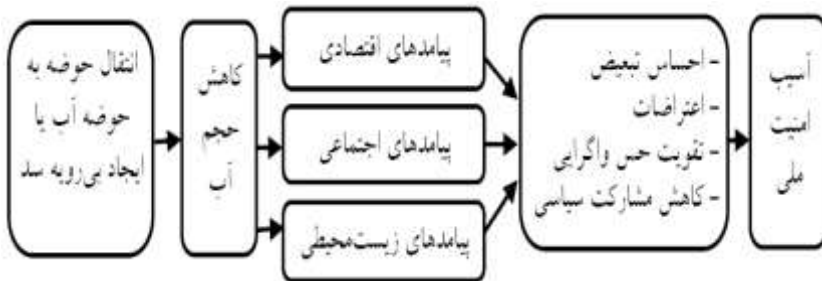 انتقال حوضه به
حوضه آب یا
ایجاد بی‌رویه سد
کاهش
حجم
آب
پیامدهای اقتصادی
پیامدهای اجتماعی
پیامدهای زیست‌محیطی
- احساس تبعیض
- اعتراضات
- تقویت حس واگرایی
- کاهش مشارکت سیاسی
آسیب
امنیت
ملی